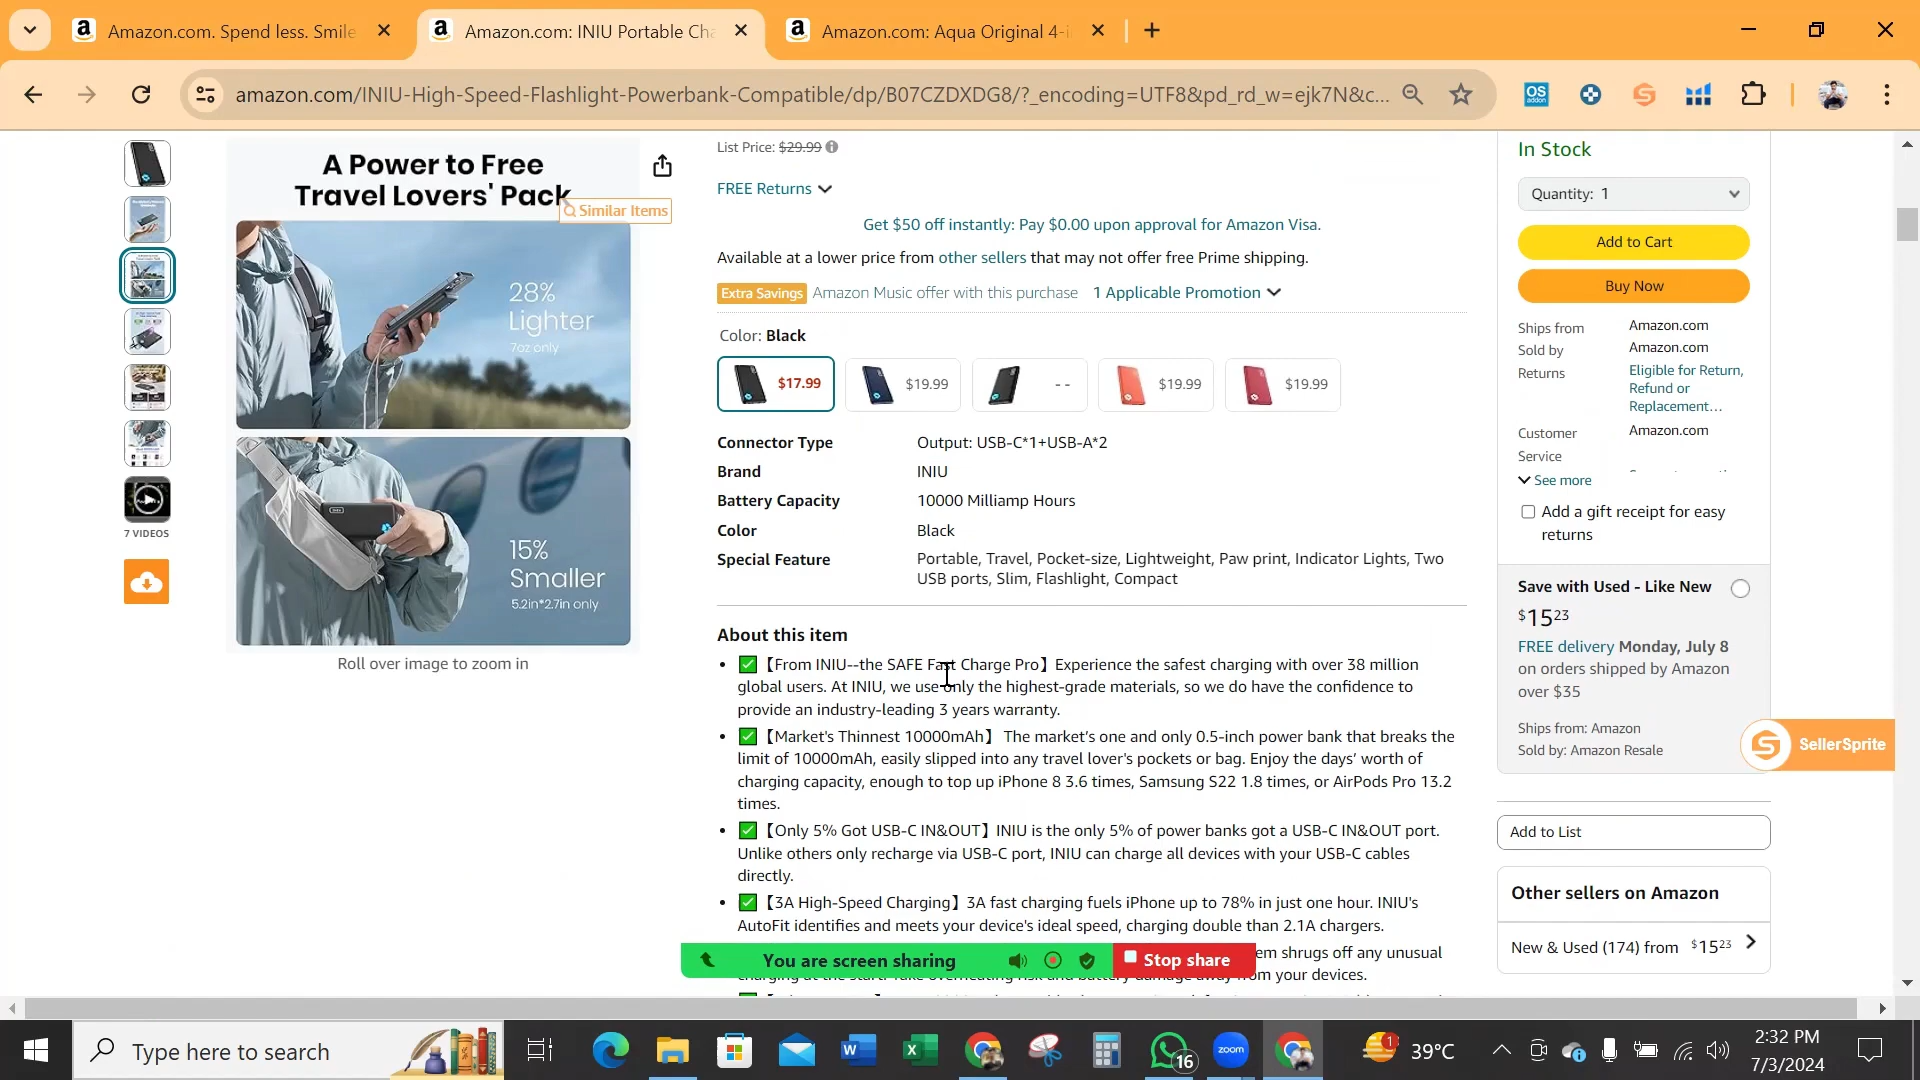 Amazon.com. Spend less. Smile
Amazon.com: INIU Portable Cha
Amazon.com: Aqua Original 4-i
amazon.com/INIU-High-Speed-Flashlight-Powerbank-Compatible/dp/B07CZDXDG8/?_encoding=UTF8&pd_rd_w=ejk7N&c...
OS
addon
A Power to Free
Travel Lovers' Pack
Similar Items
28%
Lighter
7oz only
15%
Smaller
5.2in*2.7in only
7 VIDEOS
Roll over image to zoom in
List Price: $29.99
FREE Returns
Get $50 off instantly: Pay $0.00 upon approval for Amazon Visa.
Available at a lower price from other sellers that may not offer free Prime shipping.
Extra Savings Amazon Music offer with this purchase 1 Applicable Promotion
Color: Black
$17.99
$19.99
- -
$19.99
$19.99
Connector Type Output: USB-C*1+USB-A*2
Brand INIU
Battery Capacity 10000 Milliamp Hours
Color Black
Special Feature Portable, Travel, Pocket-size, Lightweight, Paw print, Indicator Lights, Two
USB ports, Slim, Flashlight, Compact
About this item
• ✅【From INIU--the SAFE Fast Charge Pro】Experience the safest charging with over 38 million
global users. At INIU, we use only the highest-grade materials, so we do have the confidence to
provide an industry-leading 3 years warranty.
• ✅【Market's Thinnest 10000mAh】 The market's one and only 0.5-inch power bank that breaks the
limit of 10000mAh, easily slipped into any travel lover's pockets or bag. Enjoy the days' worth of
charging capacity, enough to top up iPhone 8 3.6 times, Samsung S22 1.8 times, or AirPods Pro 13.2
times.
• ✅【Only 5% Got USB-C IN&OUT】INIU is the only 5% of power banks got a USB-C IN&OUT port.
Unlike others only recharge via USB-C port, INIU can charge all devices with your USB-C cables
directly.
• ✅【3A High-Speed Charging】3A fast charging fuels iPhone up to 78% in just one hour. INIU's
AutoFit identifies and meets your device's ideal speed, charging double than 2.1A chargers.
em shrugs off any unusual
from your devices.
You are screen sharing
Stop share
In Stock
Quantity: 1
Add to Cart
Buy Now
Ships from Amazon.com
Sold by Amazon.com
Returns Eligible for Return,
Refund or
Replacement...
Customer Amazon.com
Service
See more
Add a gift receipt for easy
returns
Save with Used - Like New
$15 23
FREE delivery Monday, July 8
on orders shipped by Amazon
over $35
Ships from: Amazon
Sold by: Amazon Resale
SellerSprite
Add to List
Other sellers on Amazon
New & Used (174) from $15 23
Type here to search
16
zoom
1
39°C
2:32 PM
7/3/2024